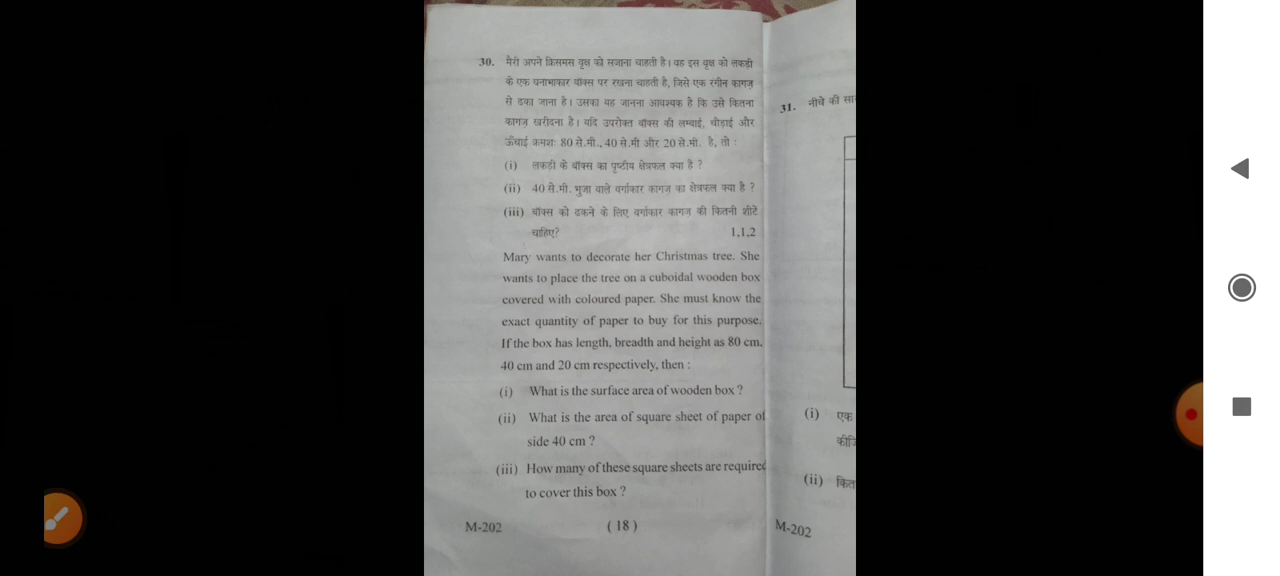 30. मैरी अपने क्रिसमस वृक्ष को सजाना चाहती है। वह इस वृक्ष को लकड़ी
के एक घनाभाकार बॉक्स पर रखना चाहती है, जिसे एक रंगीन कागज़
से ढका जाना है। उसका यह जानना आवश्यक है कि उसे कितना
कागज़ खरीदना है। यदि उपरोक्त बॉक्स की लम्बाई, चौड़ाई और
ऊँचाई क्रमशः 80 से.मी., 40 से.मी और 20 से.मी. है, तो :
(i) लकड़ी के बॉक्स का पृष्ठीय क्षेत्रफल क्या है ?
(ii) 40 से.मी. भुजा वाले वर्गाकार कागज़ का क्षेत्रफल क्या है ?
(iii) बॉक्स को ढकने के लिए वर्गाकार कागज़ की कितनी शीटें
चाहिए? 1,1,2
Mary wants to decorate her Christmas tree. She
wants to place the tree on a cuboidal wooden box
covered with coloured paper. She must know the
exact quantity of paper to buy for this purpose.
If the box has length, breadth and height as 80 cm,
40 cm and 20 cm respectively, then :
(i) What is the surface area of wooden box ?
(ii) What is the area of square sheet of paper of
side 40 cm ?
(iii) How many of these square sheets are required
to cover this box ?
M-202 ( 18 )
31. नीचे की
(i) एक
(ii)
M-202